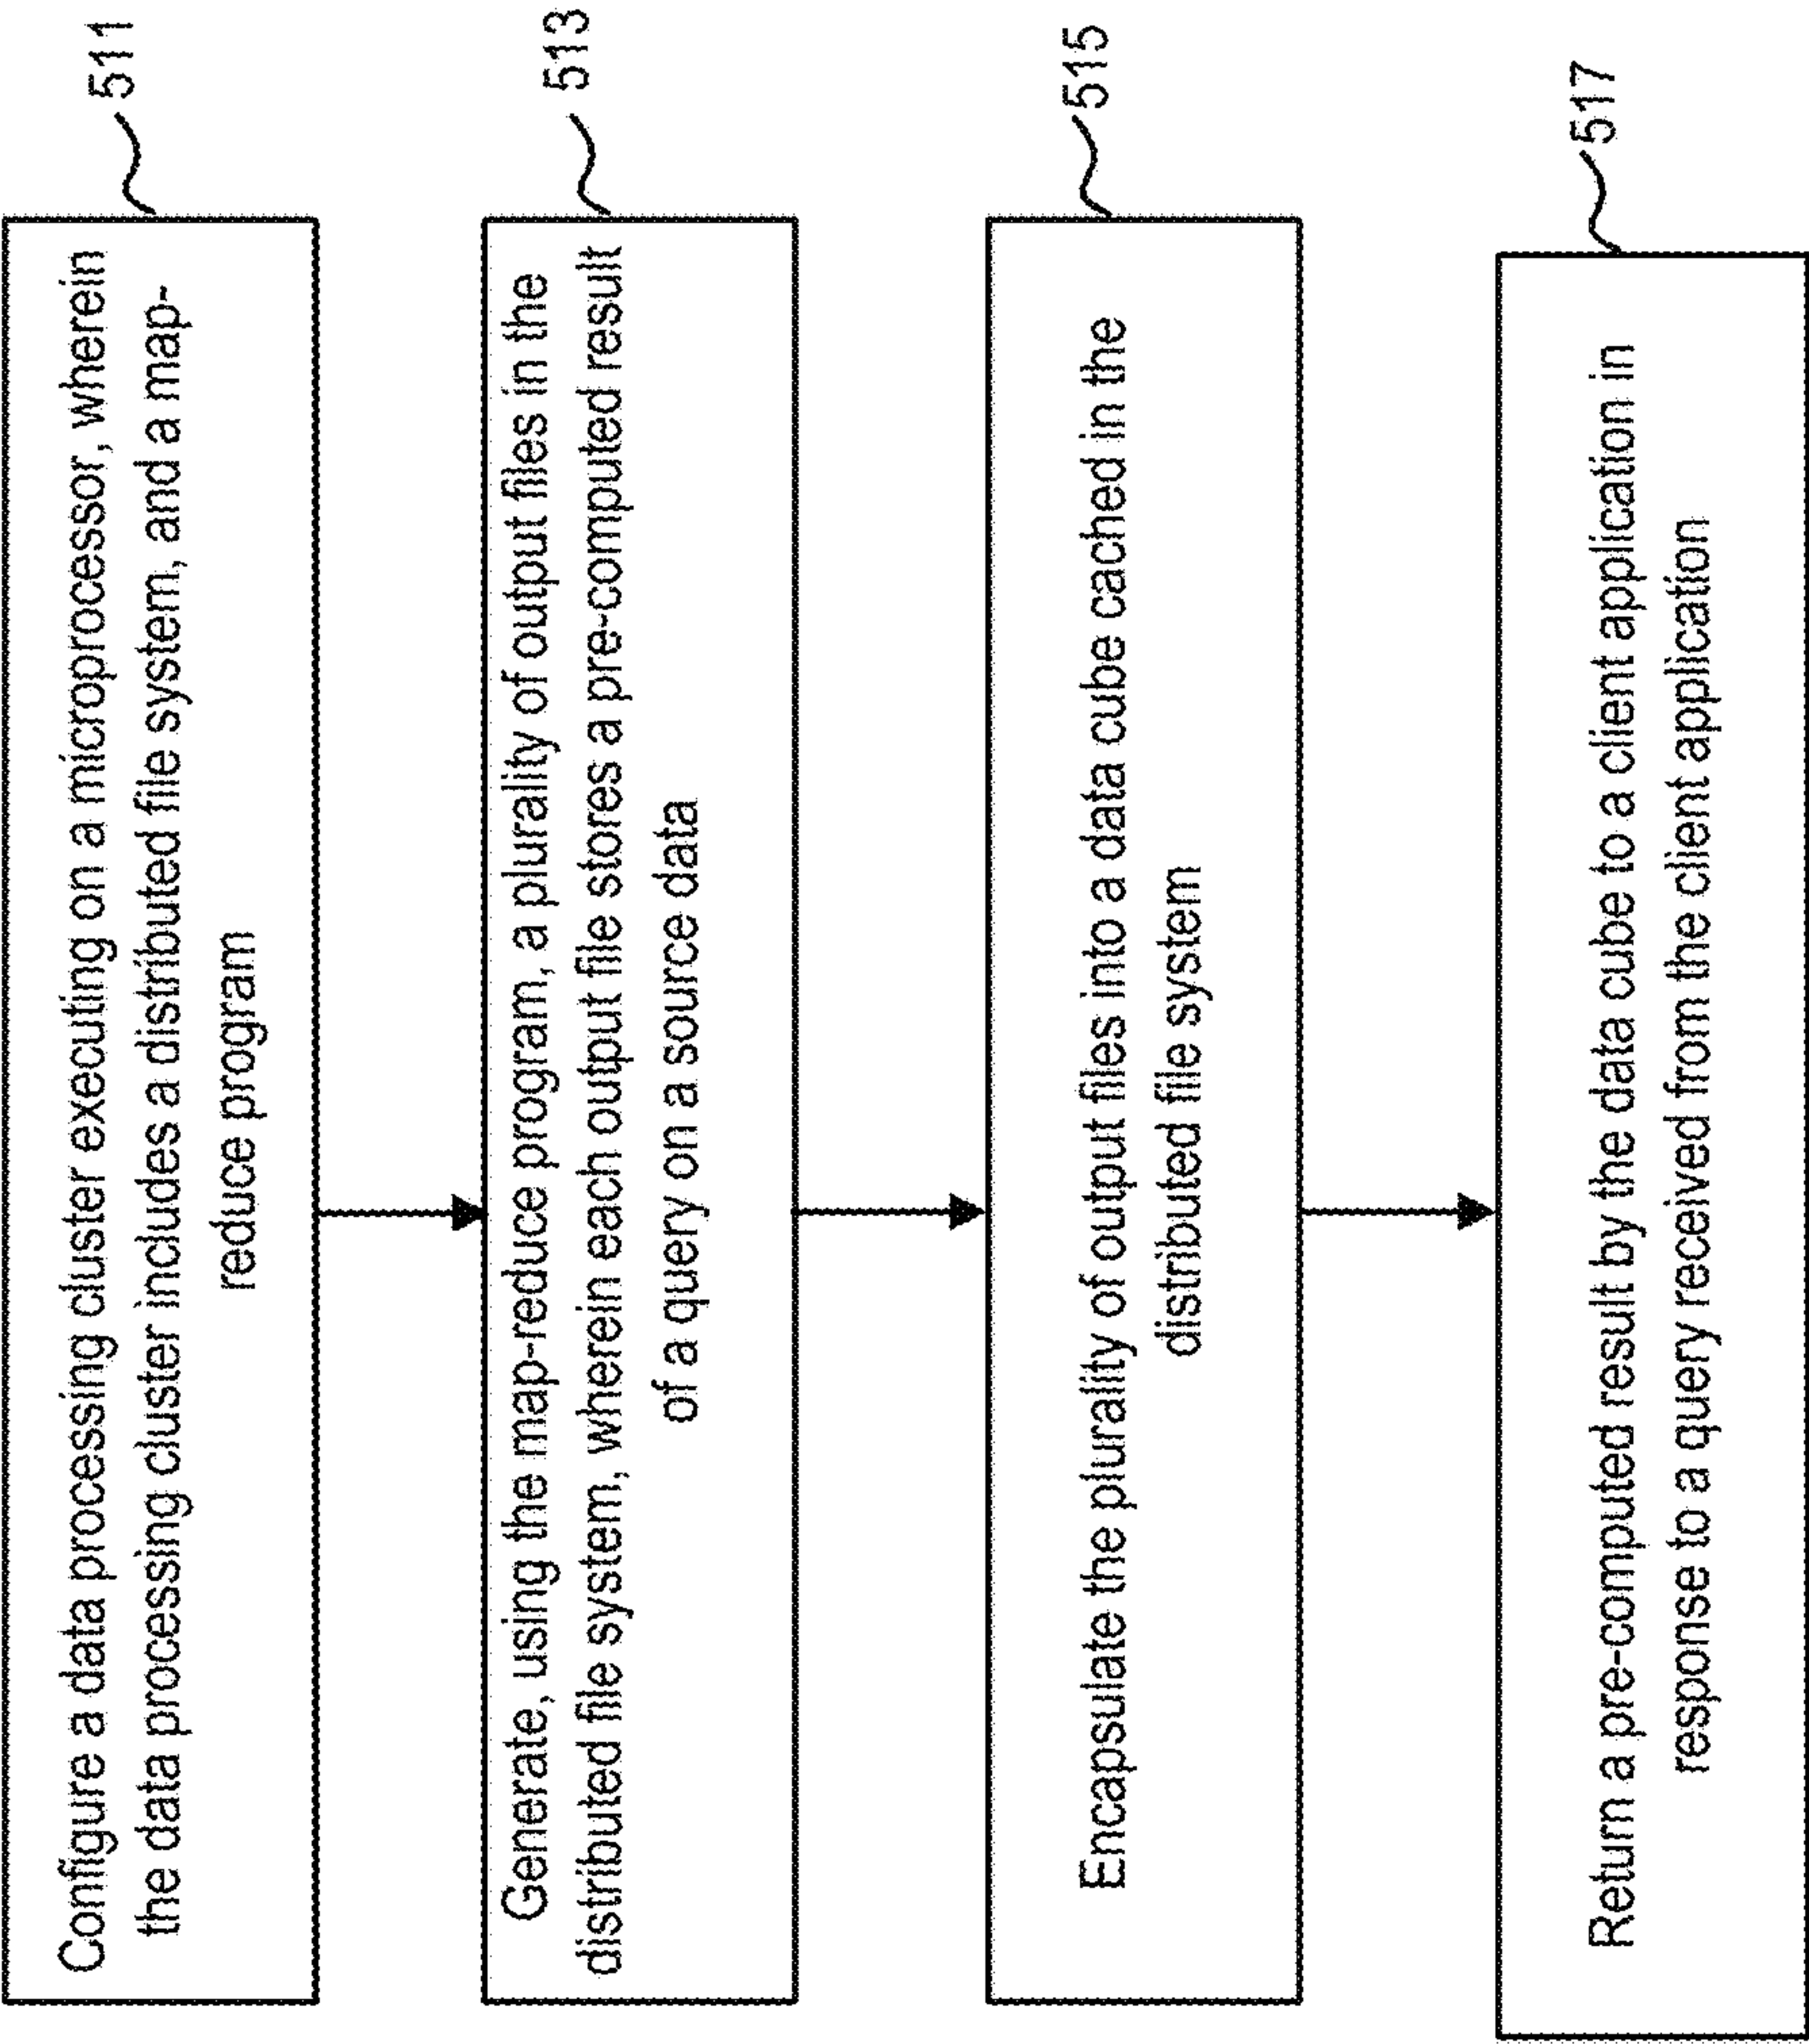 Configure a data processing cluster executing on a microprocessor, wherein
the data processing cluster includes a distributed file system, and a map-
reduce program
511
Generate, using the map-reduce program, a plurality of output files in the
distributed file system, wherein each output file stores a pre-computed result
of a query on a source data
513
Encapsulate the plurality of output files into a data cube cached in the
distributed file system
515
Return a pre-computed result by the data cube to a client application in
response to a query received from the client application
517